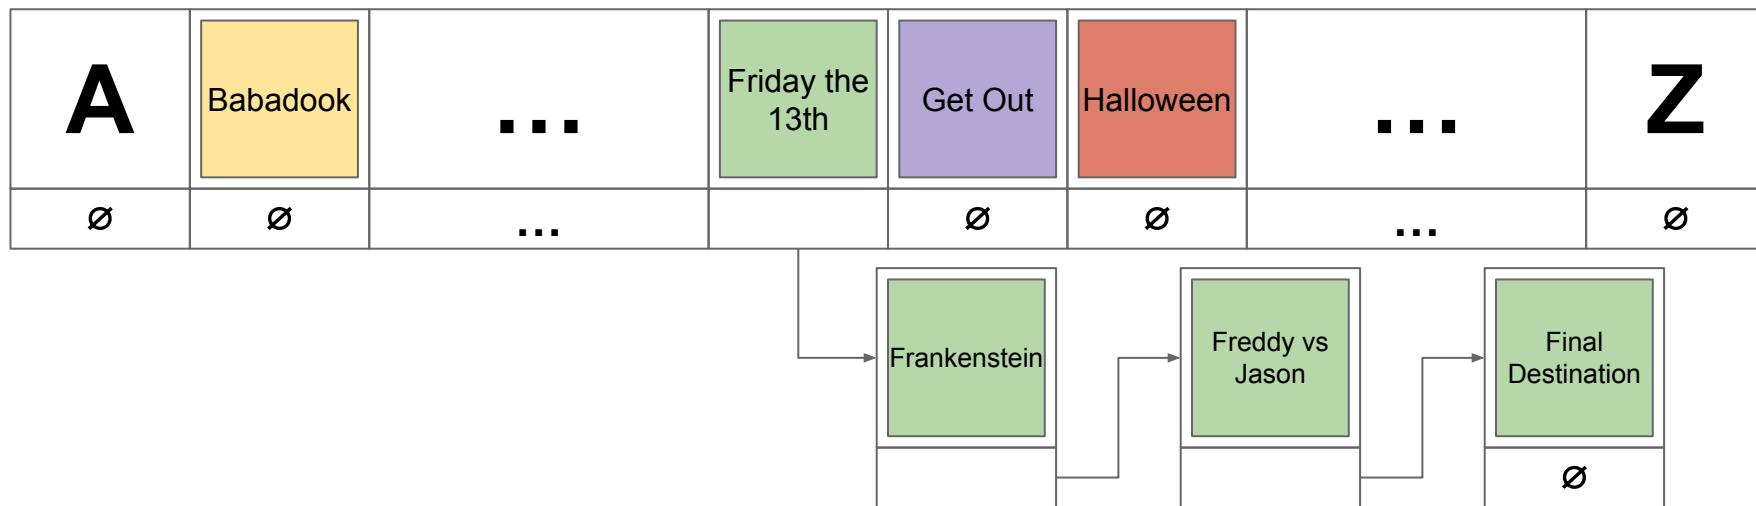 A
Babadook
...
Friday the
13th
Get Out
Halloween
...
Z
∅
∅
...
∅
∅
...
∅
Frankenstein
Freddy vs
Jason
Final
Destination
∅